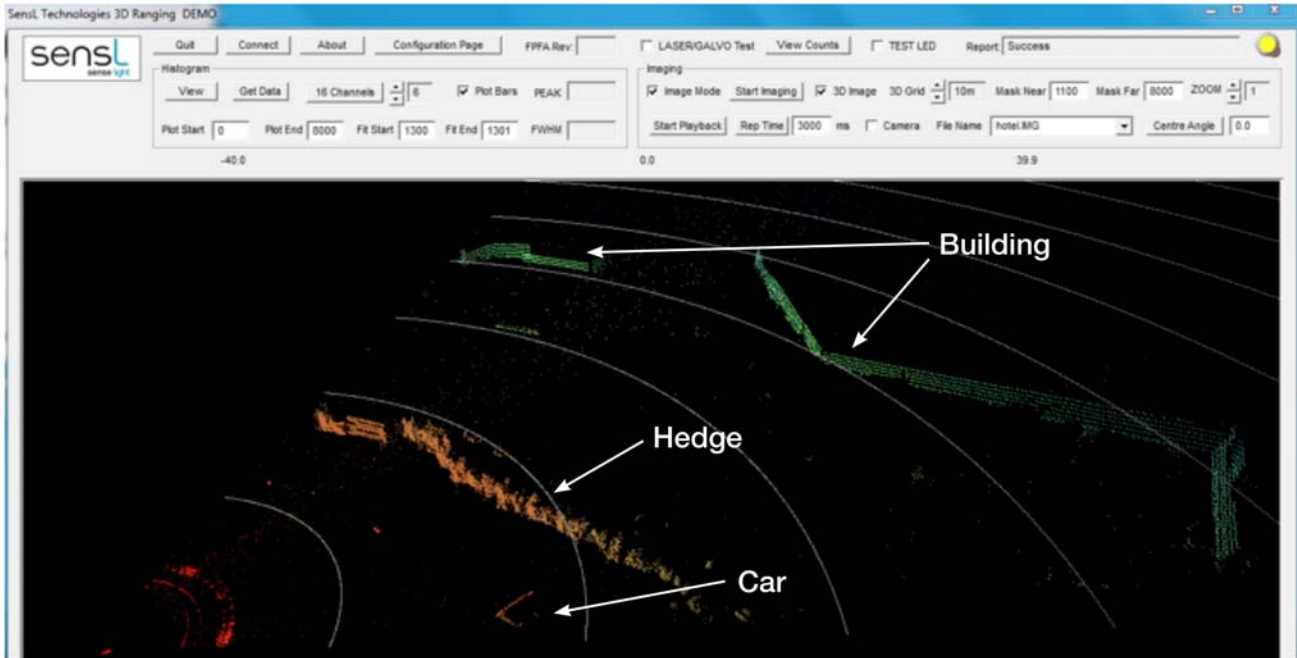 SensL Technologies 3D Ranging DEMO
sensL
sense light
Quit Connect About Configuration Page FPFA Rev: LASER/GALVO Test View Counts TEST LED Report: Success
Histogram
View Get Data 16 Channels 6 Plot Bars PEAK
Plot Start 0 Plot End 8000 Fit Start 1300 Fit End 1301 FWHM
Imaging
Image Mode Start Imaging 3D Image 3D Grid 10m Mask Near 1100 Mask Far 8000 ZOOM 1
Start Playback Rep Time 3000 ms Camera File Name hotel.IMG Centre Angle 0.0
-40.0 0.0 39.9
Building
Hedge
Car